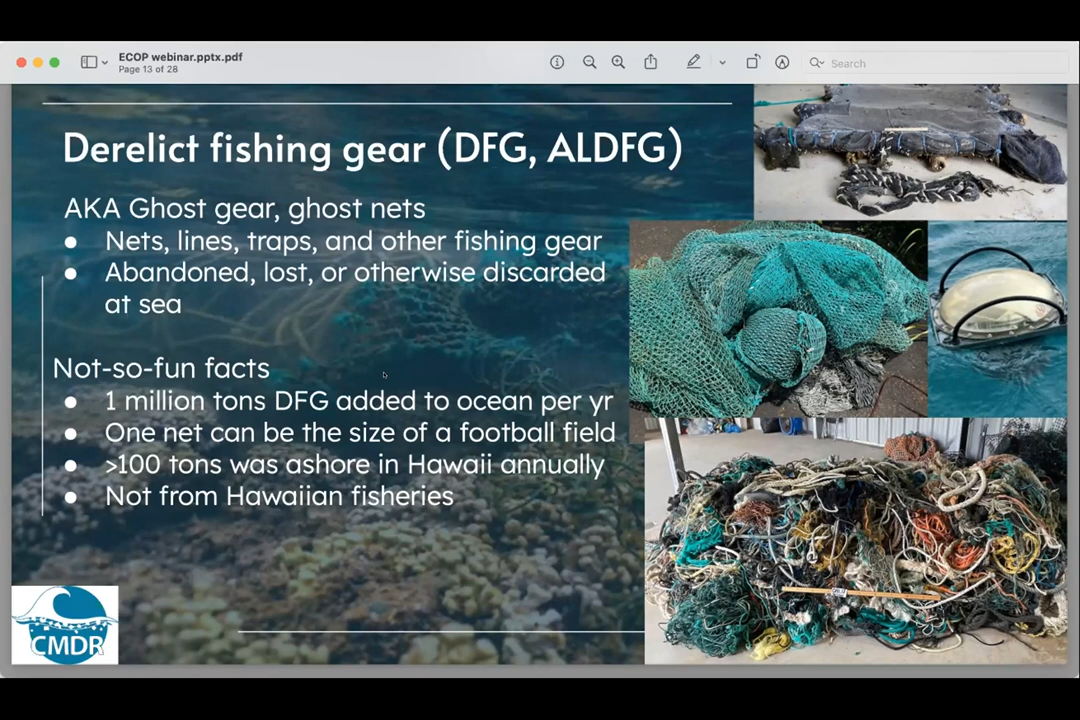 ECOP webinar.pptx.pdf
Page 13 of 28
Search
Derelict fishing gear (DFG, ALDFG)
AKA Ghost gear, ghost nets
● Nets, lines, traps, and other fishing gear
● Abandoned, lost, or otherwise discarded
at sea
Not-so-fun facts
● 1 million tons DFG added to ocean per yr
● One net can be the size of a football field
● >100 tons was ashore in Hawaii annually
● Not from Hawaiian fisheries
CMDR